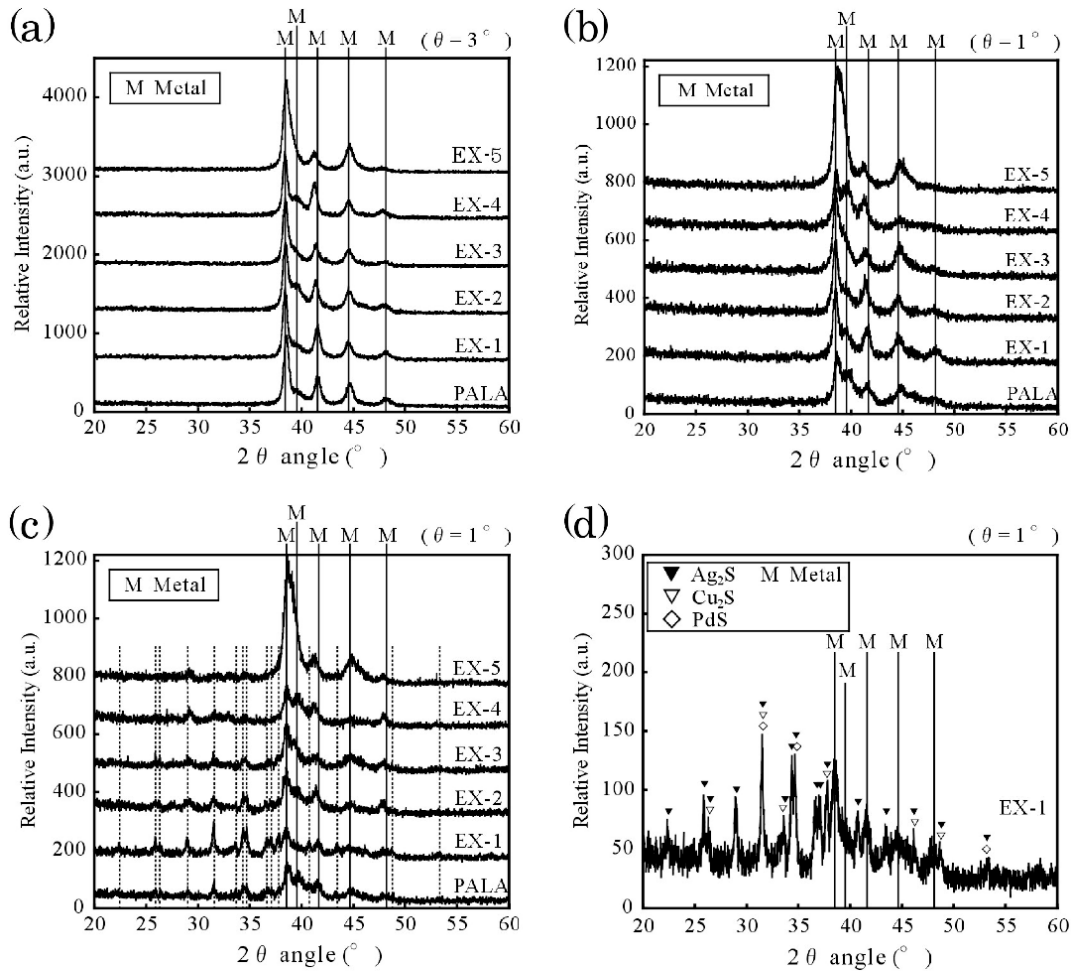 (a)
M
M M M M
( θ – 3° )
M Metal
Relative Intensity (a.u.)
4000
3000
2000
1000
0
EX-5
EX-4
EX-3
EX-2
EX-1
PALA
20 25 30 35 40 45 50 55 60
2 θ angle (° )
(b)
M
M M M M
( θ – 1° )
M Metal
Relative Intensity (a.u.)
1200
1000
800
600
400
200
0
EX-5
EX-4
EX-3
EX-2
EX-1
PALA
20 25 30 35 40 45 50 55 60
2 θ angle (° )
(c)
M
M M M M
( θ = 1° )
M Metal
Relative Intensity (a.u.)
1200
1000
800
600
400
200
0
EX-5
EX-4
EX-3
EX-2
EX-1
PALA
20 25 30 35 40 45 50 55 60
2 θ angle (° )
(d)
( θ = 1° )
▼ Ag₂S M Metal
▽ Cu₂S
◇ PdS
M M M M
M
Relative Intensity (a.u.)
300
250
200
150
100
50
0
EX-1
20 25 30 35 40 45 50 55 60
2 θ angle (° )